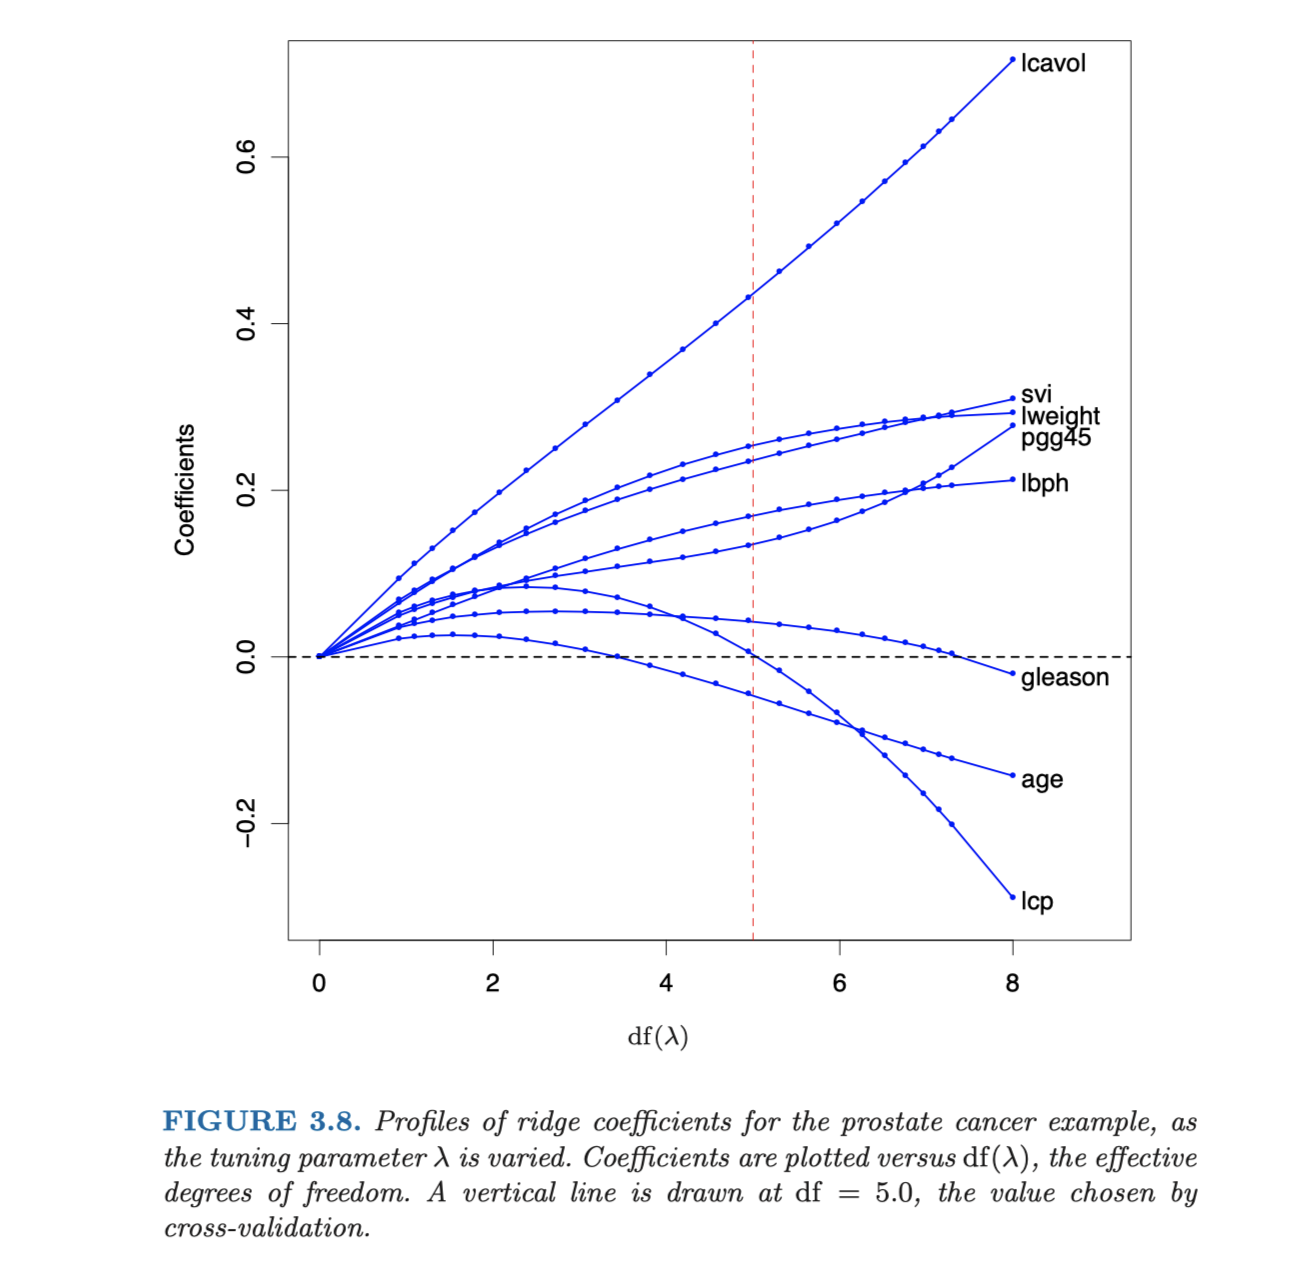 lcavol
0.6
0.4
svi
lweight
pgg45
lbph
0.2
Coefficients
0.0
gleason
age
−0.2
lcp
0 2 4 6 8
df(λ)
FIGURE 3.8. Profiles of ridge coefficients for the prostate cancer example, as
the tuning parameter λ is varied. Coefficients are plotted versus df(λ), the effective
degrees of freedom. A vertical line is drawn at df = 5.0, the value chosen by
cross-validation.